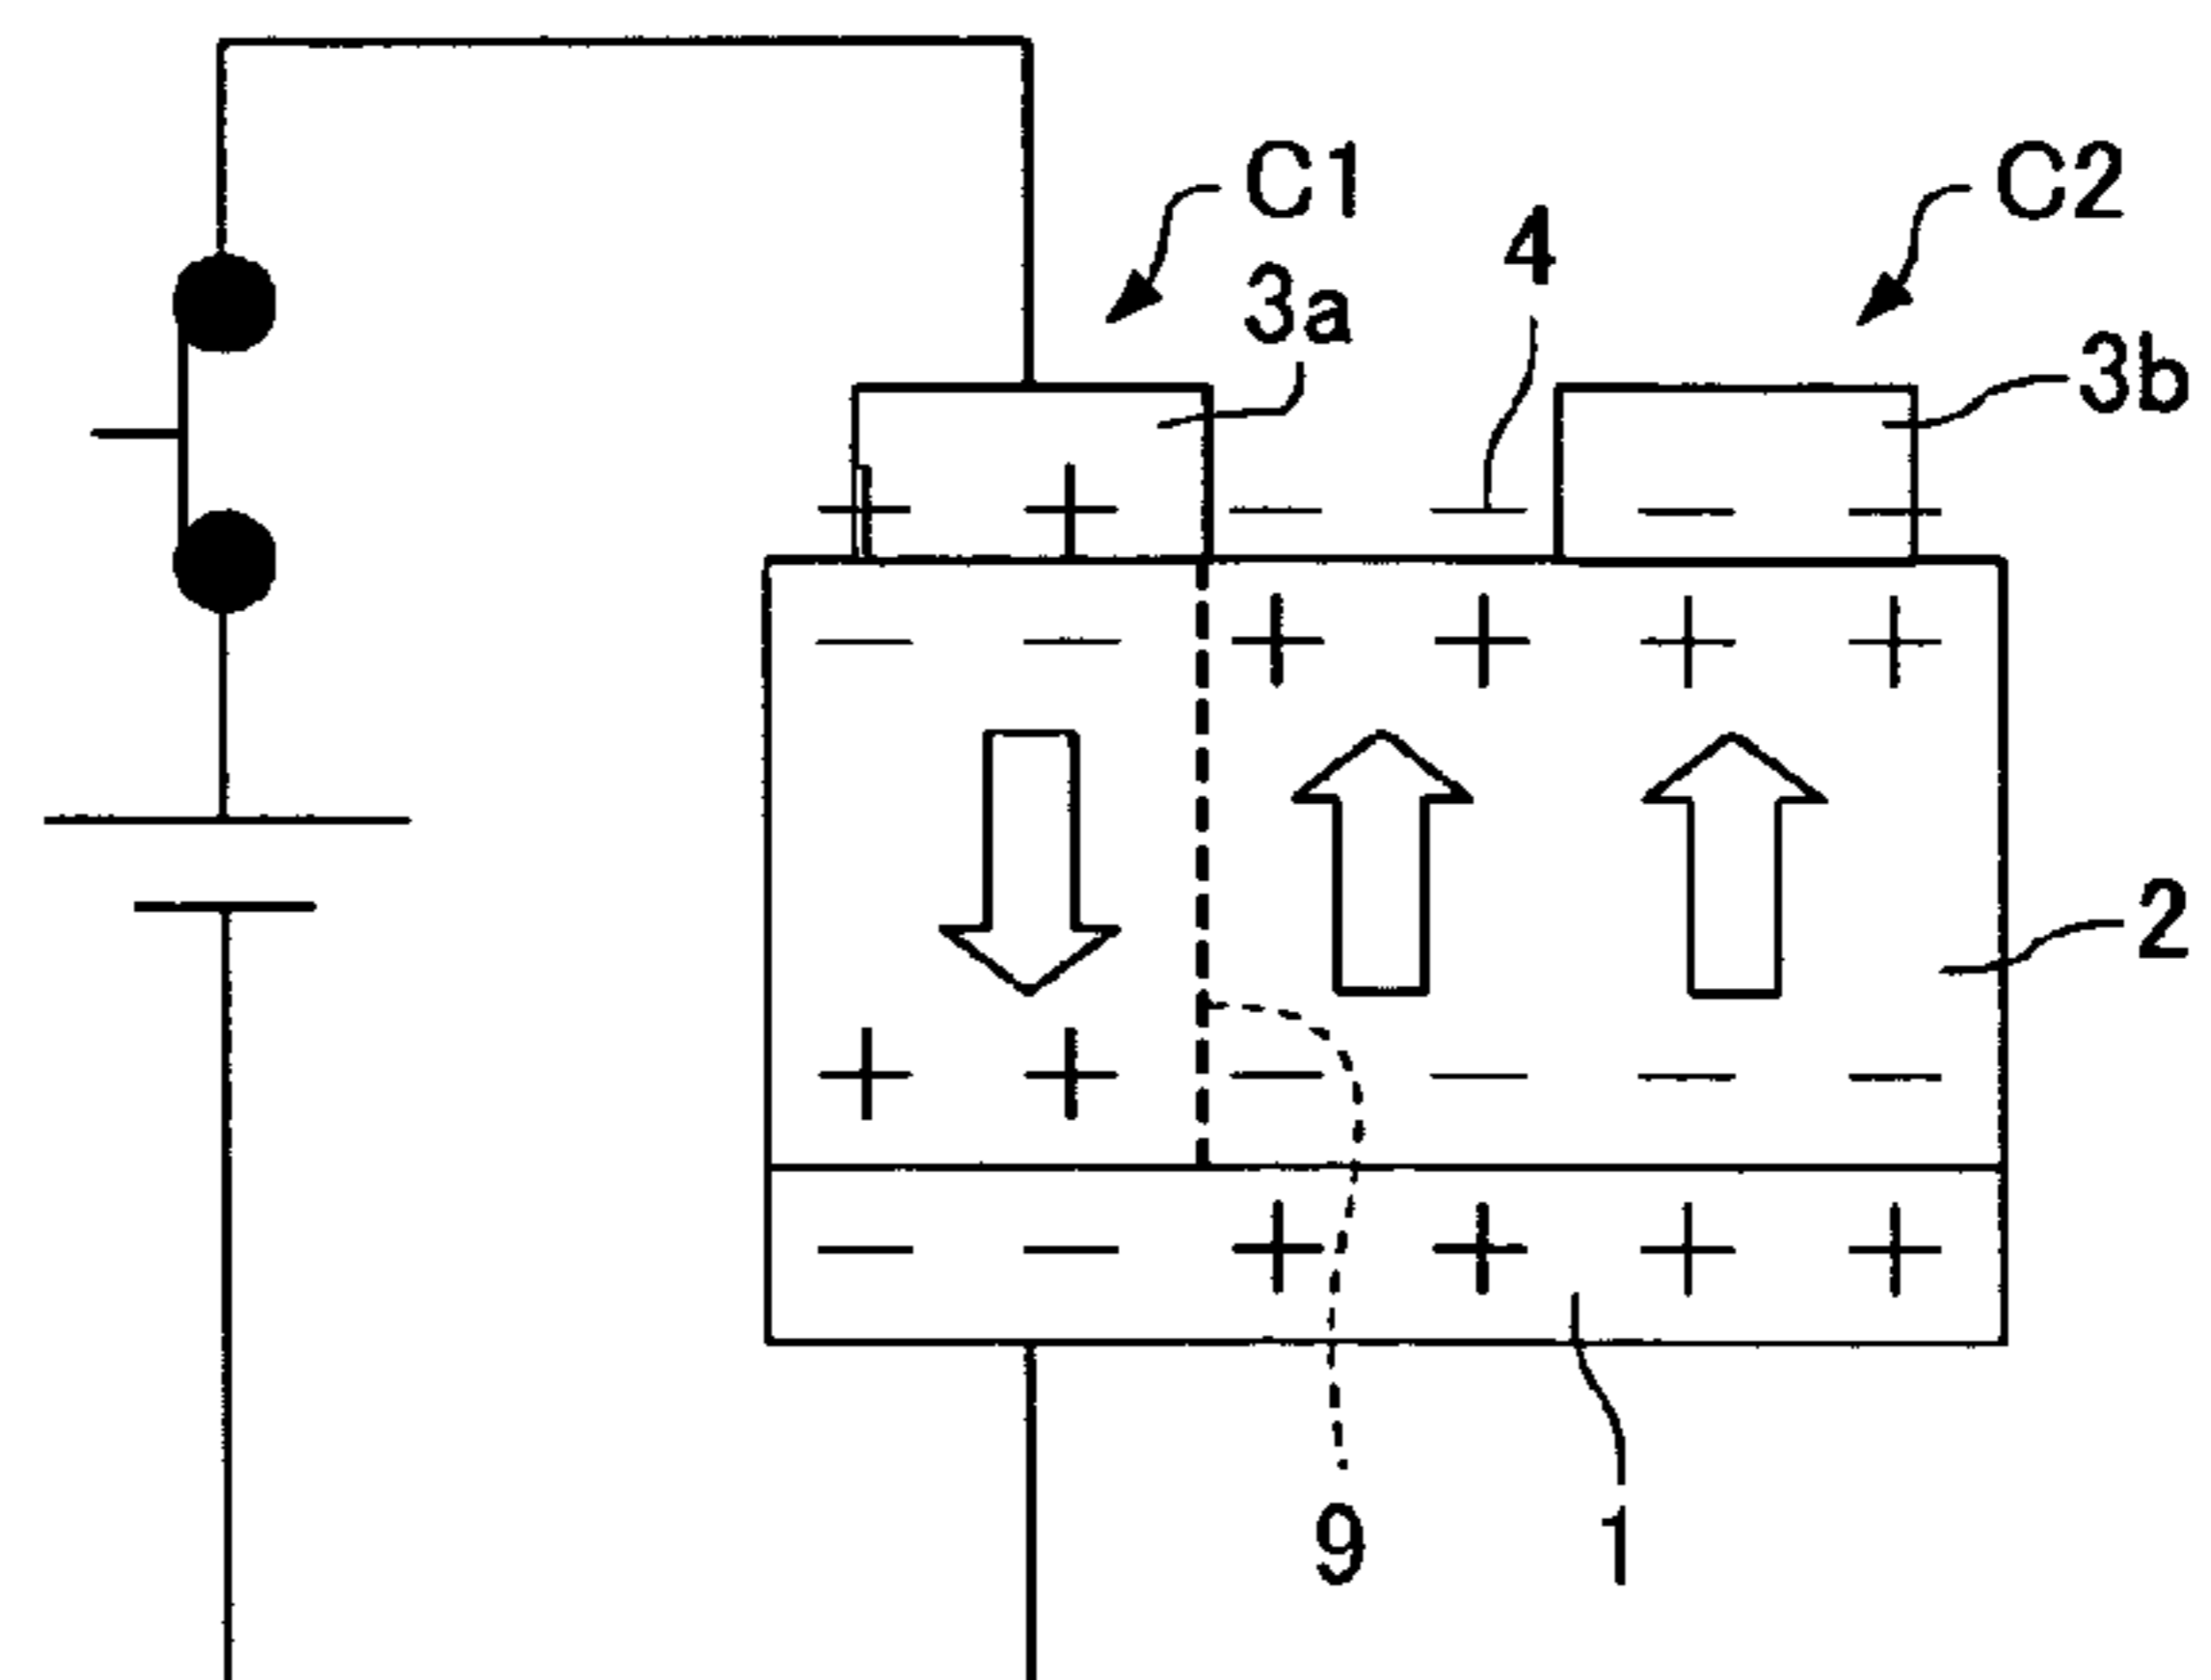 C1
C2
4
3a
3b
+ + − − − −
− − + + + +
2
+ + − − − −
− − + + + +
9
1